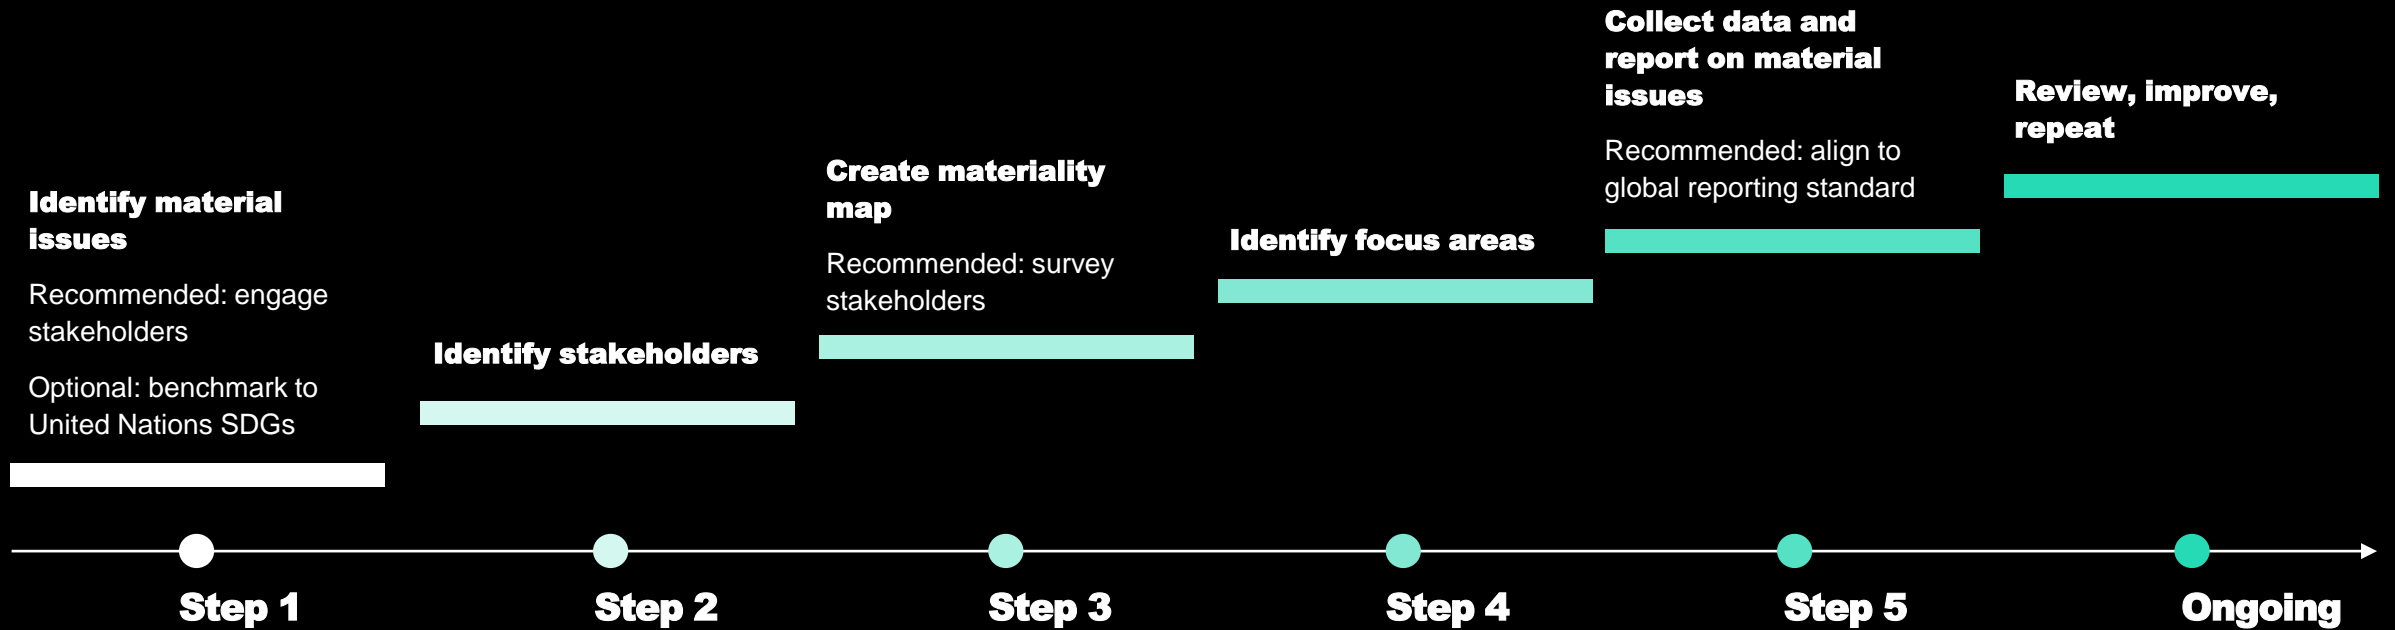 Identify material
issues
Recommended: engage
stakeholders
Optional: benchmark to
United Nations SDGs
Identify stakeholders
Create materiality
map
Recommended: survey
stakeholders
Identify focus areas
Collect data and
report on material
issues
Recommended: align to
global reporting standard
Review, improve,
repeat
Step 1
Step 2
Step 3
Step 4
Step 5
Ongoing